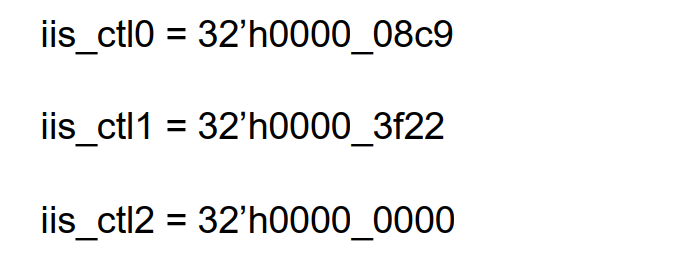 iis_ctl0 = 32’h0000_08c9
iis_ctl1 = 32’h0000_3f22
iis_ctl2 = 32’h0000_0000